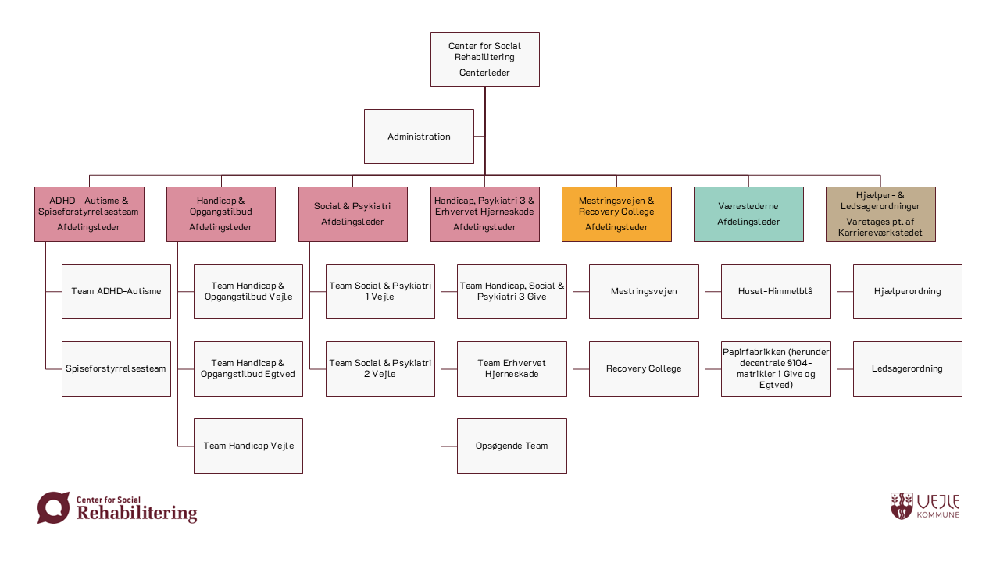 Center for Social
Rehabilitering
Centerleder
Administration
ADHD - Autisme &
Spiseforstyrrelsesteam
Afdelingsleder
Handicap &
Opgangstilbud
Afdelingsleder
Social & Psykiatri
Afdelingsleder
Handicap, Psykiatri 3 &
Erhvervet Hjerneskade
Afdelingsleder
Mestringsvejen &
Recovery College
Afdelingsleder
Værestederne
Afdelingsleder
Hjælper- &
Ledsagerordninger
Varetages pt. af
Karriereværkstedet
Team ADHD-Autisme
Team Handicap &
Opgangstilbud Vejle
Team Social & Psykiatri
1 Vejle
Team Handicap, Social &
Psykiatri 3 Give
Mestringsvejen
Huset-Himmelblå
Hjælperordning
Spiseforstyrrelsesteam
Team Handicap &
Opgangstilbud Egtved
Team Social & Psykiatri
2 Vejle
Team Erhvervet
Hjerneskade
Recovery College
Papirfabrikken (herunder
decentrale §104-
matrikler i Give og
Egtved)
Ledsagerordning
Team Handicap Vejle
Opsøgende Team
Center for Social
Rehabilitering
VEJLE
KOMMUNE